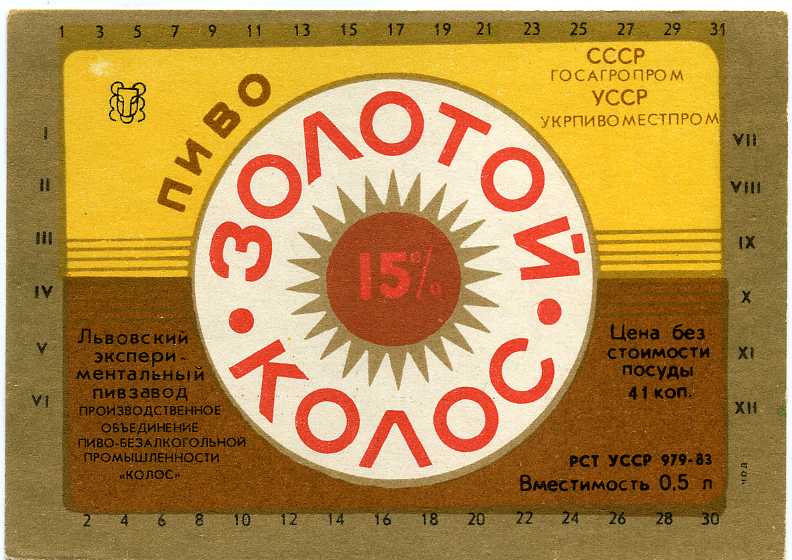 1 3 5 7 9 11 13 15 17 19 21 23 25 27 29 31
ПИВО
СССР
ГОСАГРОПРОМ
УССР
УКРПИВОМЕСТПРОМ
I
II
III
IV
V
VI
VII
VIII
IX
X
XI
XII
ЗОЛОТОЙ
• КОЛОС •
15%
Львовский
экспери-
ментальный
пивзавод
ПРОИЗВОДСТВЕННОЕ
ОБЪЕДИНЕНИЕ
ПИВО-БЕЗАЛКОГОЛЬНОЙ
ПРОМЫШЛЕННОСТИ
«КОЛОС»
Цена без
стоимости
посуды
41 коп.
РСТ УССР 979-83
Вместимость 0,5 л
2 4 6 8 10 12 14 16 18 20 22 24 26 28 30